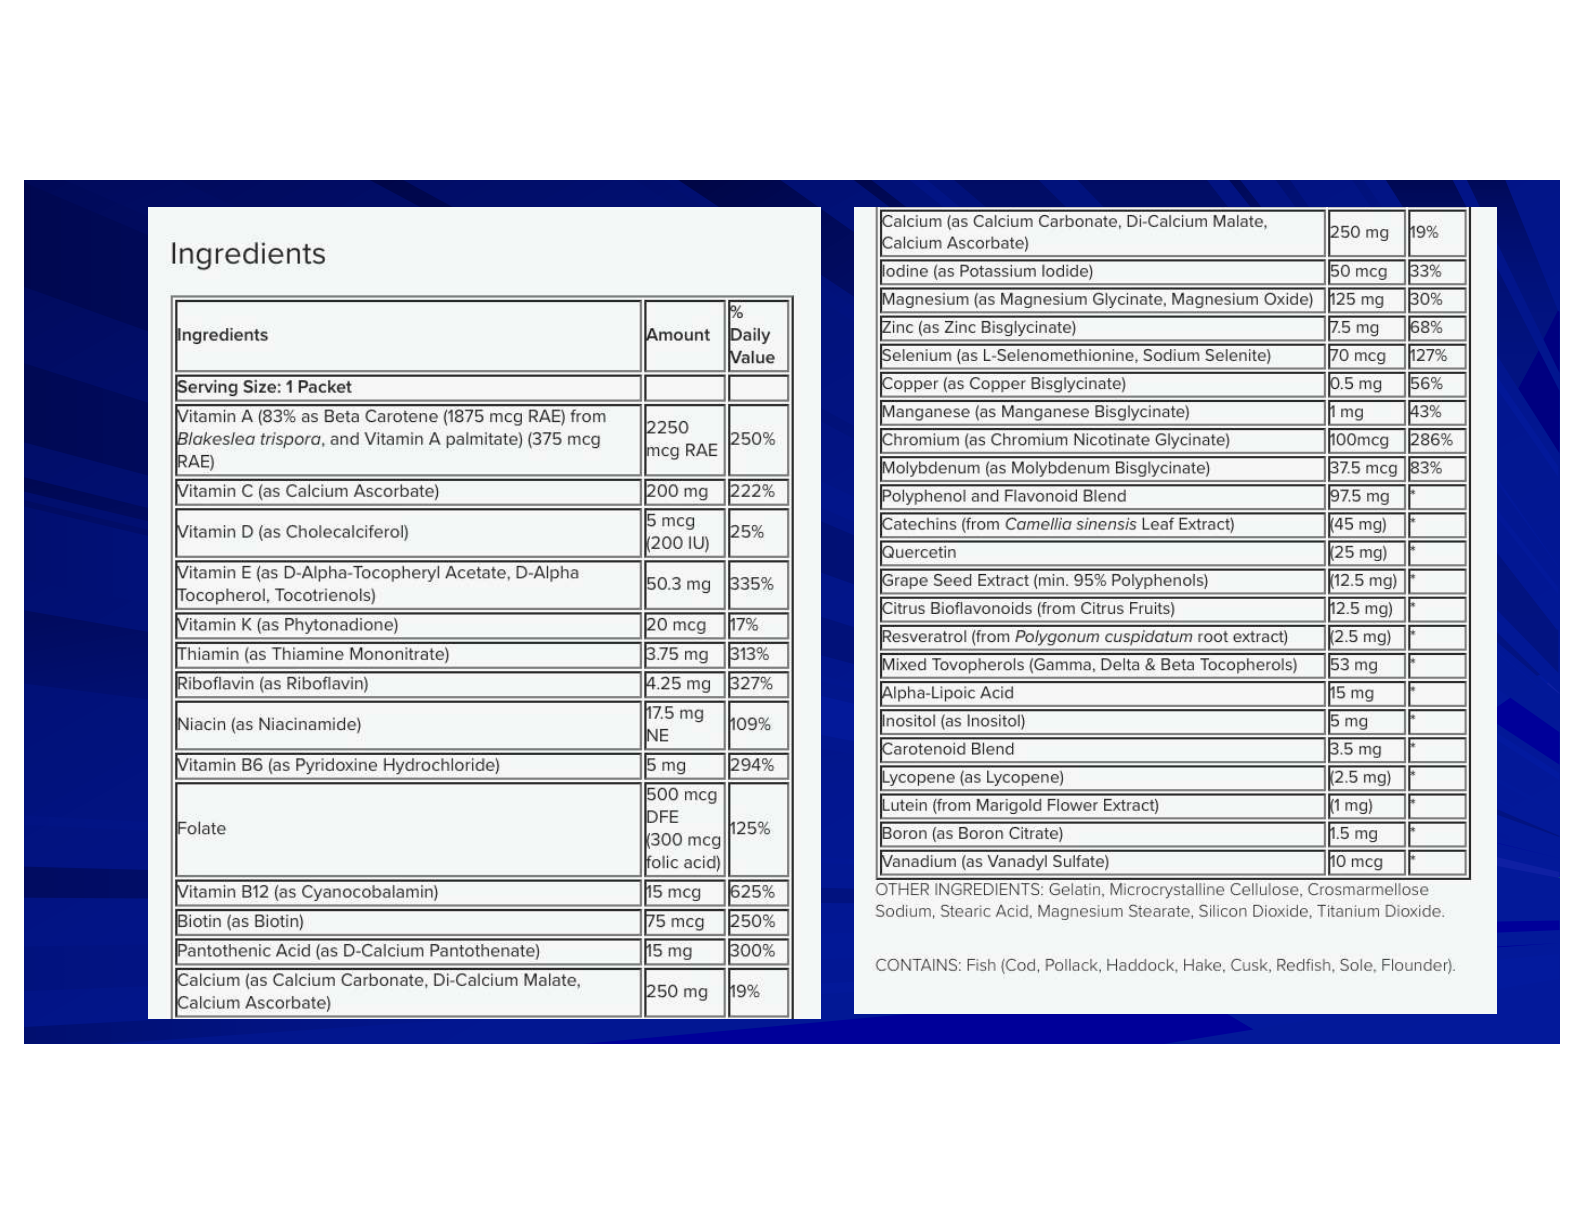 Ingredients
Ingredients Amount % Daily Value
Serving Size: 1 Packet
Vitamin A (83% as Beta Carotene (1875 mcg RAE) from
Blakeslea trispora, and Vitamin A palmitate) (375 mcg
RAE)
2250
mcg RAE
250%
Vitamin C (as Calcium Ascorbate) 200 mg 222%
Vitamin D (as Cholecalciferol)
5 mcg
(200 IU)
25%
Vitamin E (as D-Alpha-Tocopheryl Acetate, D-Alpha
Tocopherol, Tocotrienols)
50.3 mg 335%
Vitamin K (as Phytonadione) 20 mcg 17%
Thiamin (as Thiamine Mononitrate) 3.75 mg 313%
Riboflavin (as Riboflavin) 4.25 mg 327%
Niacin (as Niacinamide)
17.5 mg
NE
109%
Vitamin B6 (as Pyridoxine Hydrochloride) 5 mg 294%
Folate
500 mcg
DFE
(300 mcg
folic acid)
125%
Vitamin B12 (as Cyanocobalamin) 15 mcg 625%
Biotin (as Biotin) 75 mcg 250%
Pantothenic Acid (as D-Calcium Pantothenate) 15 mg 300%
Calcium (as Calcium Carbonate, Di-Calcium Malate,
Calcium Ascorbate)
250 mg 19%
Calcium (as Calcium Carbonate, Di-Calcium Malate,
Calcium Ascorbate)
250 mg 19%
Iodine (as Potassium Iodide) 50 mcg 33%
Magnesium (as Magnesium Glycinate, Magnesium Oxide) 125 mg 30%
Zinc (as Zinc Bisglycinate) 7.5 mg 68%
Selenium (as L-Selenomethionine, Sodium Selenite) 70 mcg 127%
Copper (as Copper Bisglycinate) 0.5 mg 56%
Manganese (as Manganese Bisglycinate) 1 mg 43%
Chromium (as Chromium Nicotinate Glycinate) 100mcg 286%
Molybdenum (as Molybdenum Bisglycinate) 37.5 mcg 83%
Polyphenol and Flavonoid Blend 97.5 mg *
Catechins (from Camellia sinensis Leaf Extract) (45 mg) *
Quercetin (25 mg) *
Grape Seed Extract (min. 95% Polyphenols) (12.5 mg) *
Citrus Bioflavonoids (from Citrus Fruits) 12.5 mg) *
Resveratrol (from Polygonum cuspidatum root extract) (2.5 mg) *
Mixed Tovopherols (Gamma, Delta & Beta Tocopherols) 53 mg *
Alpha-Lipoic Acid 15 mg *
Inositol (as Inositol) 5 mg *
Carotenoid Blend 3.5 mg *
Lycopene (as Lycopene) (2.5 mg) *
Lutein (from Marigold Flower Extract) (1 mg) *
Boron (as Boron Citrate) 1.5 mg *
Vanadium (as Vanadyl Sulfate) 10 mcg *
OTHER INGREDIENTS: Gelatin, Microcrystalline Cellulose, Crosmarmellose
Sodium, Stearic Acid, Magnesium Stearate, Silicon Dioxide, Titanium Dioxide.
CONTAINS: Fish (Cod, Pollack, Haddock, Hake, Cusk, Redfish, Sole, Flounder).